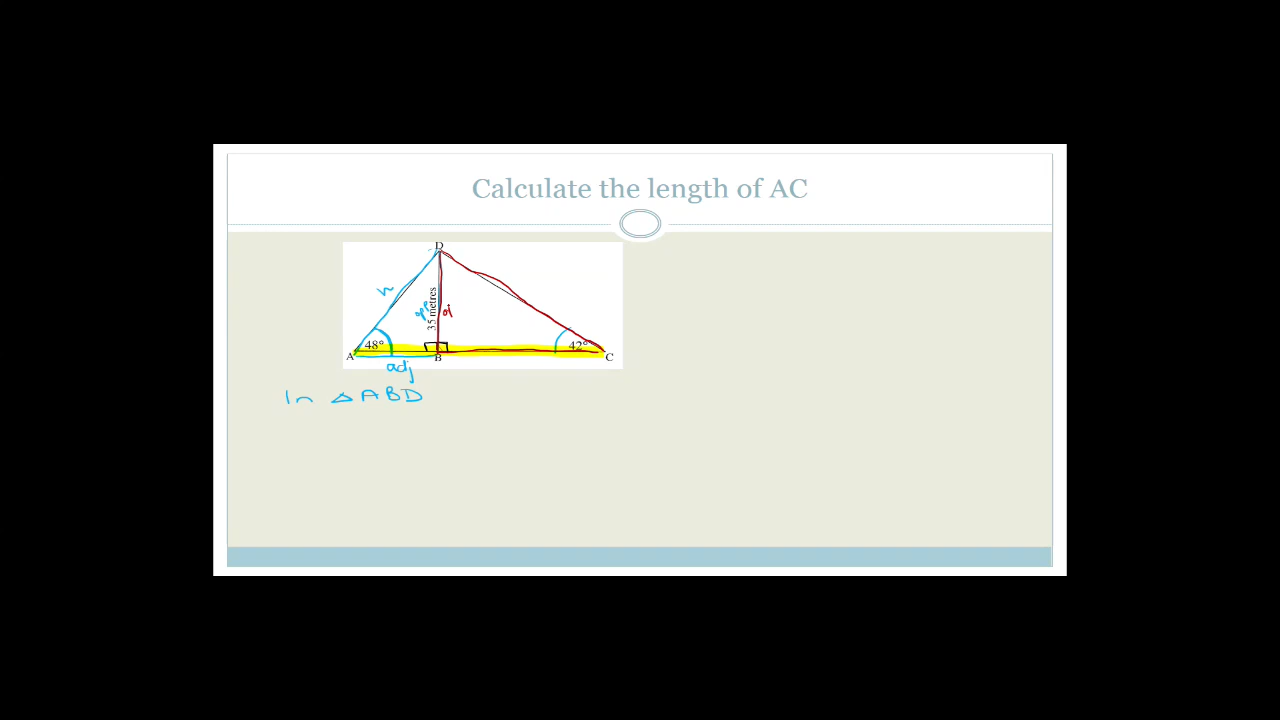 Calculate the length of AC
D
h
35 metres
48°
42°
A
B
C
adj
In △ABD